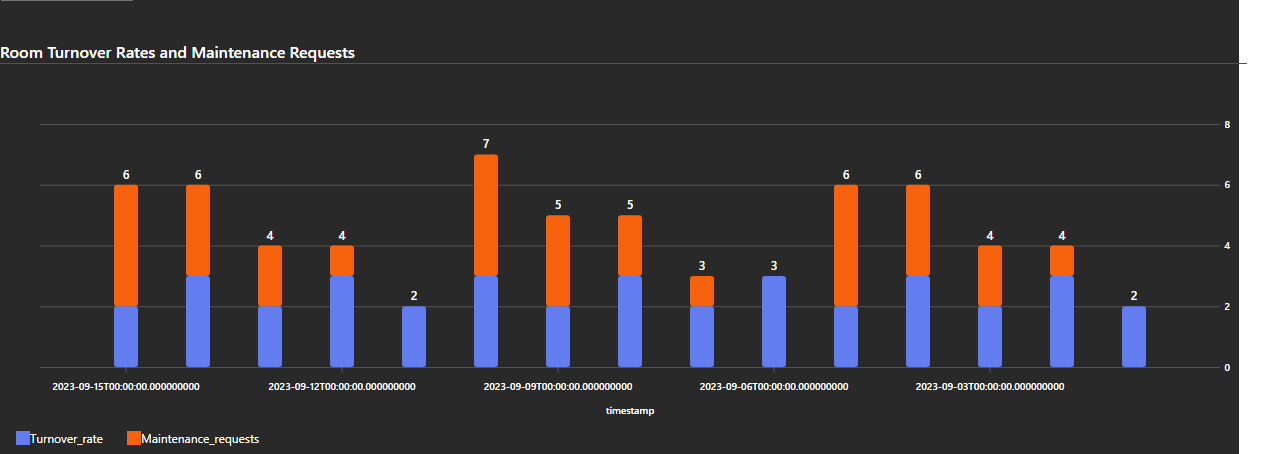 Room Turnover Rates and Maintenance Requests
8
7
6 6 6 6 6
5 5
4 4 4 4 4
3 3
2 2 2
0
2023-09-15T00:00:00.000000000 2023-09-12T00:00:00.000000000 2023-09-09T00:00:00.000000000 2023-09-06T00:00:00.000000000 2023-09-03T00:00:00.000000000
timestamp
Turnover_rate Maintenance_requests